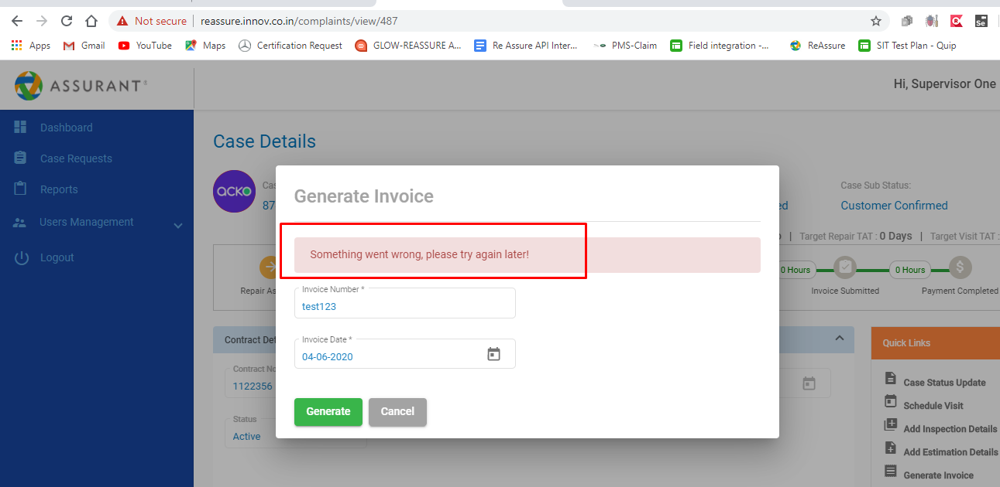 Not secure
reassure.innov.co.in/complaints/view/487
Se
Apps
Gmail
YouTube
Maps
Certification Request
GLOW-REASSURE A...
Re Assure API Inter...
PMS-Claim
Field integration -...
ReAssure
SIT Test Plan - Quip
ASSURANT®
Hi, Supervisor One
Dashboard
Case Requests
Reports
Users Management
Logout
Case Details
ACKO
Cas
87
ed
Case Sub Status:
Customer Confirmed
| Target Repair TAT : 0 Days | Target Visit TAT :
Repair As
0 Hours
0 Hours
$
Invoice Submitted
Payment Completed
Generate Invoice
Something went wrong, please try again later!
Invoice Number *
test123
Invoice Date *
04-06-2020
Generate
Cancel
Contract Det
Contract No
1122356
Status
Active
Quick Links
Case Status Update
Schedule Visit
Add Inspection Details
Add Estimation Details
Generate Invoice